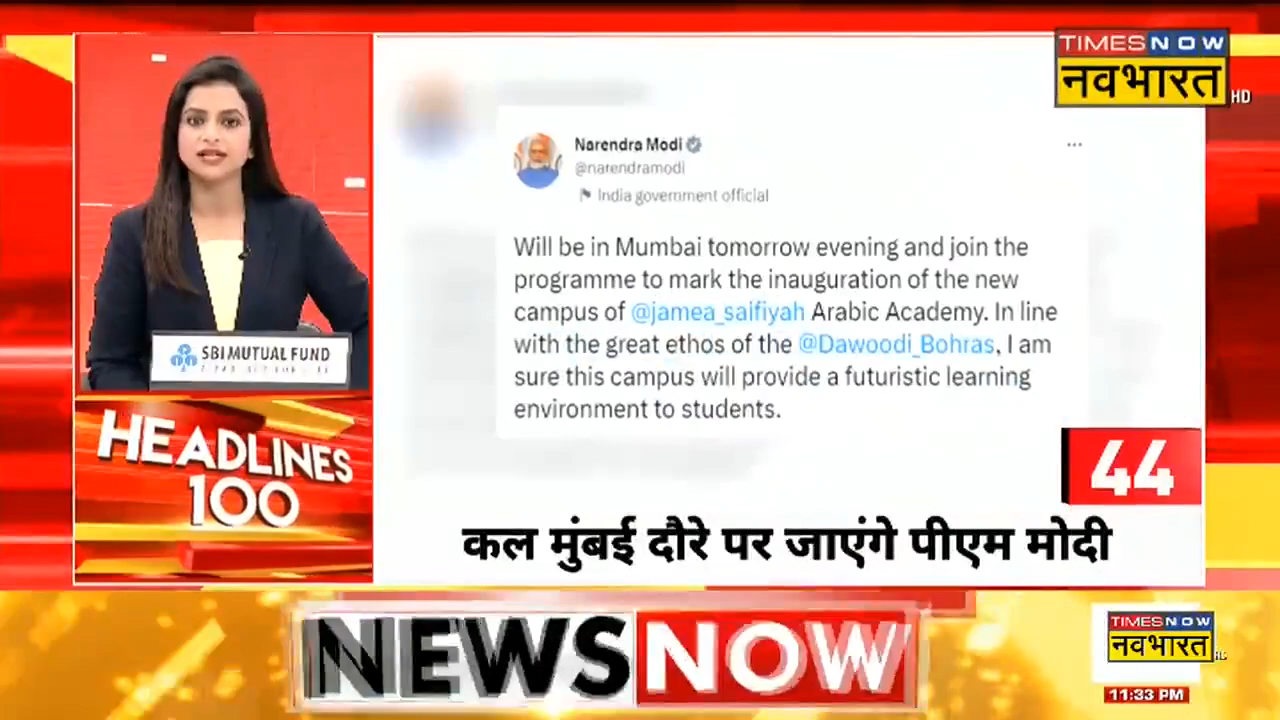 TIMES NOW
नवभारत
HD
Narendra Modi
@narendramodi
India government official
Will be in Mumbai tomorrow evening and join the
programme to mark the inauguration of the new
campus of @jamea_saifiyah Arabic Academy. In line
with the great ethos of the @Dawoodi_Bohras, I am
sure this campus will provide a futuristic learning
environment to students.
SBI MUTUAL FUND
HEADLINES
100
44
कल मुंबई दौरे पर जाएंगे पीएम मोदी
NEWS NOW
TIMES NOW
नवभारत
11:33 PM